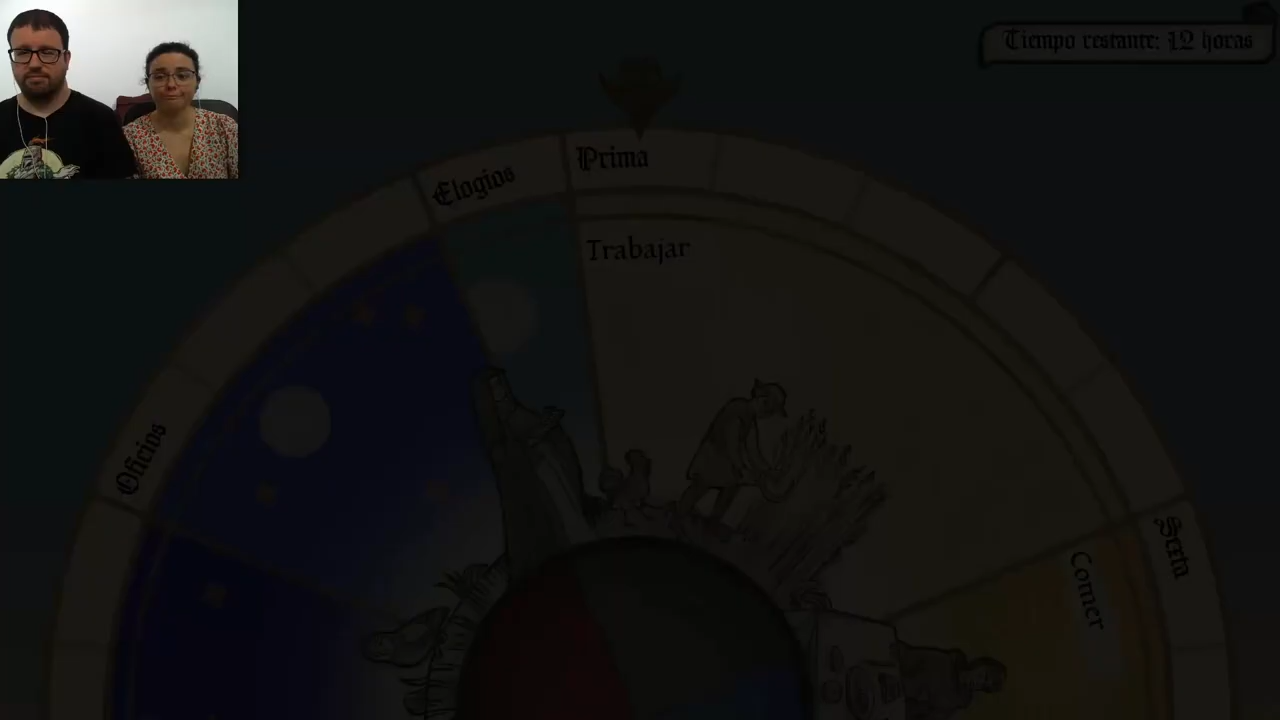 Tiempo restante: 12 horas
Prima
Elogios
Trabajar
Oficios
Sexta
Comer